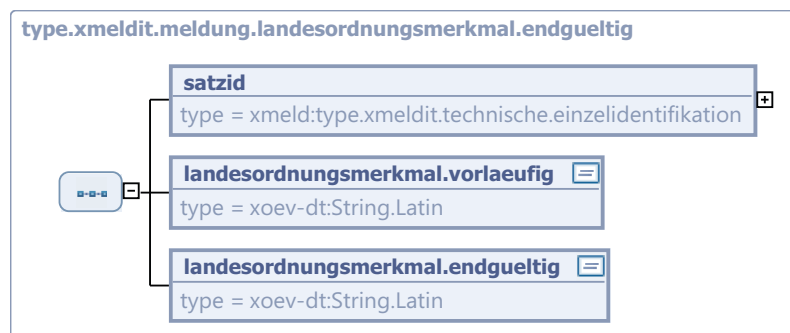 type.xmeldit.meldung.landesordnungsmerkmal.endgueltig
satzid
type = xmeld:type.xmeldit.technische.einzelidentifikation
landesordnungsmerkmal.vorlaeufig
type = xoev-dt:String.Latin
landesordnungsmerkmal.endgueltig
type = xoev-dt:String.Latin